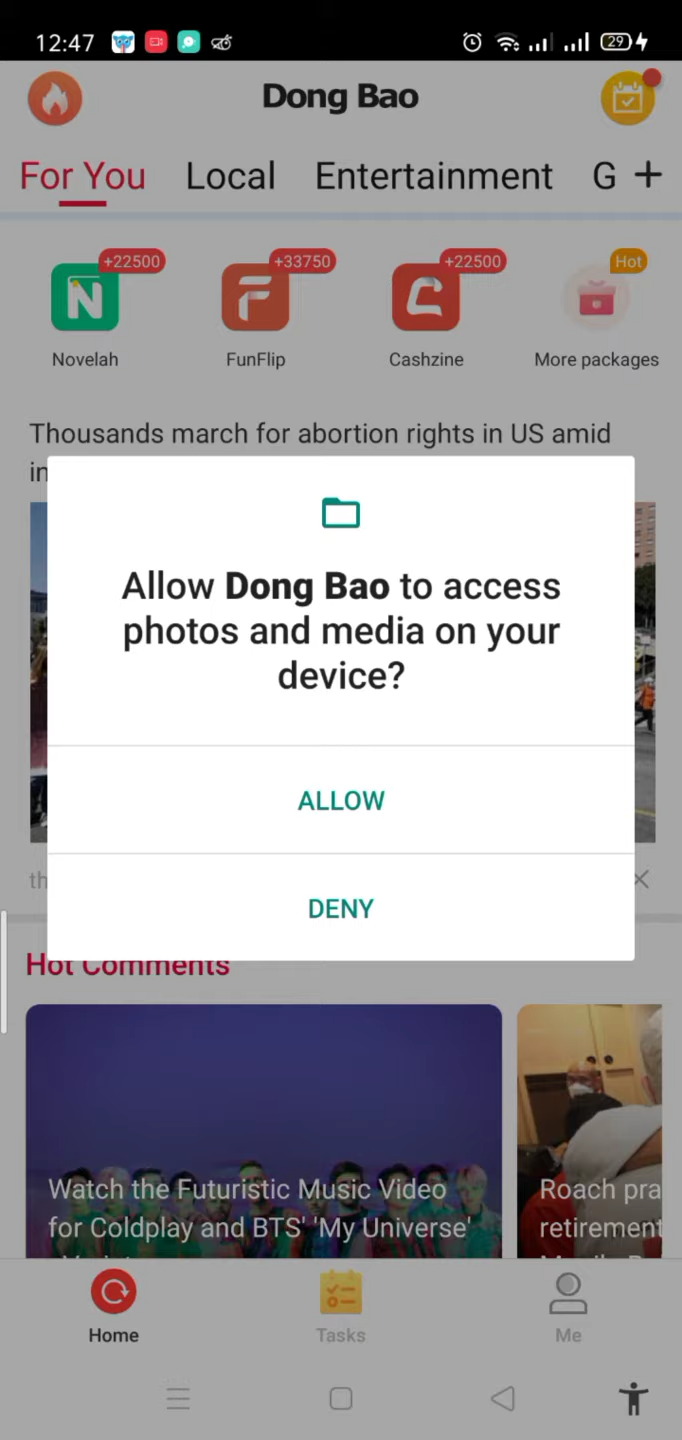 12:47
29
Dong Bao
For You Local Entertainment G +
+22500 +33750 +22500 Hot
Novelah FunFlip Cashzine More packages
Thousands march for abortion rights in US amid
in
Allow Dong Bao to access
photos and media on your
device?
ALLOW
th
DENY
Hot Comments
Watch the Futuristic Music Video
for Coldplay and BTS' 'My Universe'
Roach pra
retirement
Home Tasks Me